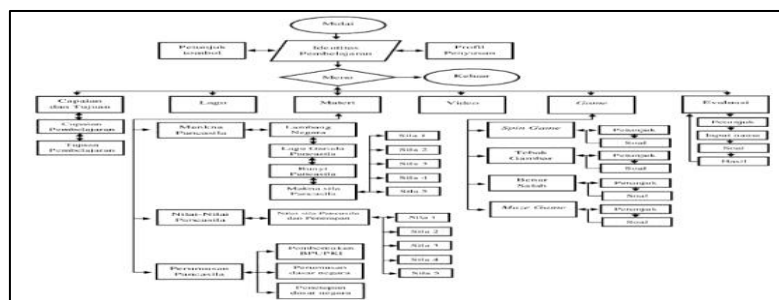 Mulai
Petunjuk
tombol
Identitas
Pembelajaran
Profil
Penyusun
Menu
Keluar
Capaian
dan Tujuan
Lagu
Materi
Video
Game
Evaluasi
Capaian
Pembelajaran
Tujuan
Pembelajaran
Makna
Pancasila
Lambang
Negara
Lagu Garuda
Pancasila
Bunyi
Pancasila
Makna sila
Pancasila
Sila 1
Sila 2
Sila 3
Sila 4
Sila 5
Nilai-Nilai
Pancasila
Nilai sila Pancasila
dan Penerapan
Sila 1
Sila 2
Sila 3
Sila 4
Sila 5
Perumusan
Pancasila
Pembentukan
BPUPKI
Perumusan
dasar negara
Penetapan
dasar negara
Spin Game
Petunjuk
Soal
Tebak
Gambar
Petunjuk
Soal
Benar
Salah
Petunjuk
Soal
Maze Game
Petunjuk
Soal
Petunjuk
Input nama
Soal
Hasil